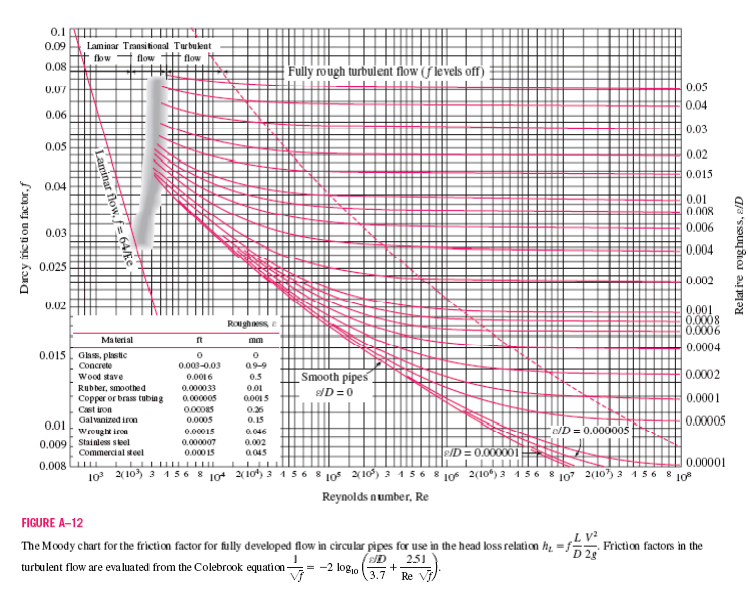 0.1
0.09
0.08
0.07
0.06
0.05
0.04
0.03
0.025
0.02
0.015
0.01
0.009
0.008
Darcy friction factor, f
Laminar Transitional Turbulent
flow flow flow
Fully rough turbulent flow (f levels off)
Laminar flow, f = 64/Re
0.05
0.04
0.03
0.02
0.015
0.01
0.008
0.006
0.004
0.002
0.001
0.0008
0.0006
0.0004
0.0002
0.0001
0.00005
0.00001
Relative roughness, ε/D
Roughness, ε
Material ft mm
Glass, plastic 0 0
Concrete 0.003–0.03 0.9–9
Wood stave 0.0016 0.5
Rubber, smoothed 0.000033 0.01
Copper or brass tubing 0.000005 0.0015
Cast iron 0.00085 0.26
Galvanized iron 0.0005 0.15
Wrought iron 0.00015 0.046
Stainless steel 0.000007 0.002
Commercial steel 0.00015 0.045
Smooth pipes
ε/D = 0
ε/D = 0.000005
ε/D = 0.000001
10³ 2(10³) 3 4 5 6 8 10⁴ 2(10⁴) 3 4 5 6 8 10⁵ 2(10⁵) 3 4 5 6 8 10⁶ 2(10⁶) 3 4 5 6 8 10⁷ 2(10⁷) 3 4 5 6 8 10⁸
Reynolds number, Re
FIGURE A–12
The Moody chart for the friction factor for fully developed flow in circular pipes for use in the head loss relation h_L = f L/D V²/2g. Friction factors in the
turbulent flow are evaluated from the Colebrook equation 1/√f = −2 log₁₀ (ε/D/3.7 + 2.51/Re √f).